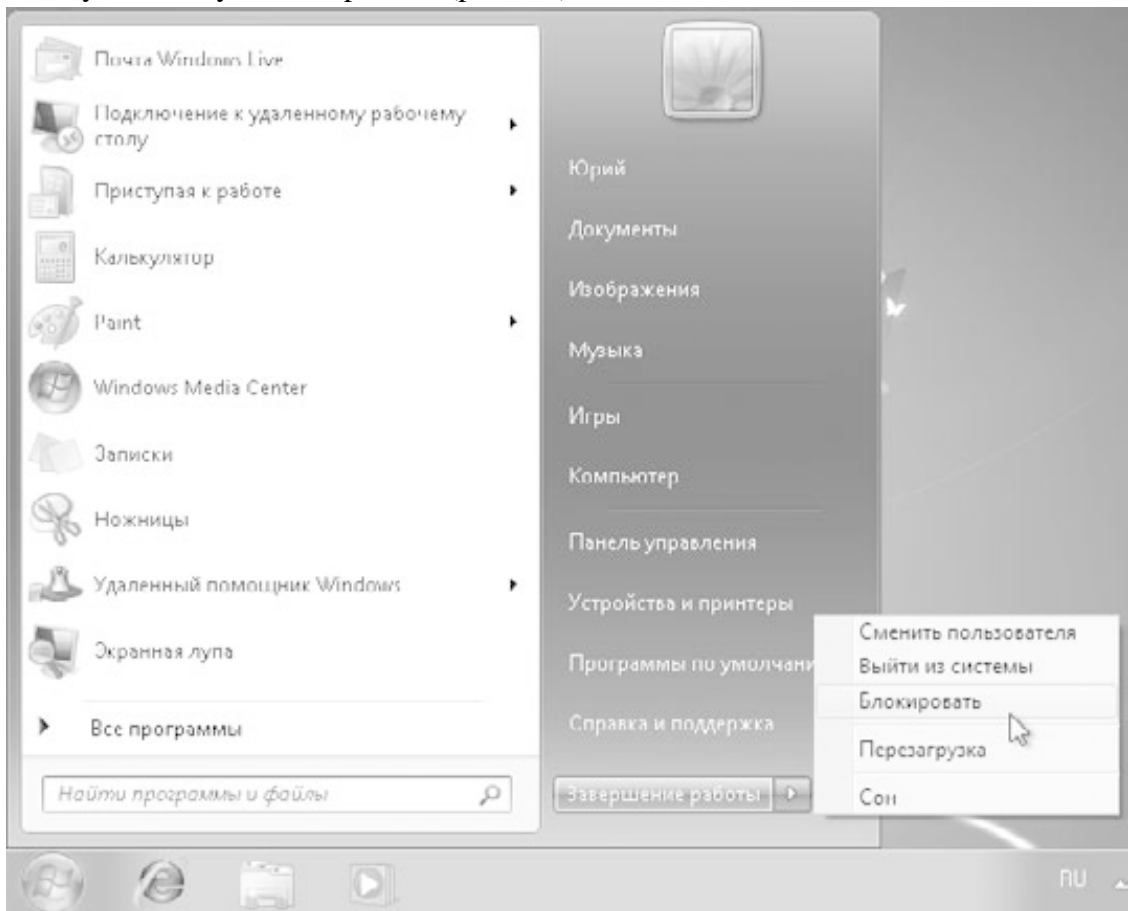 Почта Windows Live
Подключение к удаленному рабочему
столу
Приступая к работе
Калькулятор
Paint
Windows Media Center
Записки
Ножницы
Удаленный помощник Windows
Экранная лупа
Все программы
Найти программы и файлы
Юрий
Документы
Изображения
Музыка
Игры
Компьютер
Панель управления
Устройства и принтеры
Программы по умолчани
Справка и поддержка
Завершение работы
Сменить пользователя
Выйти из системы
Блокировать
Перезагрузка
Сон
RU